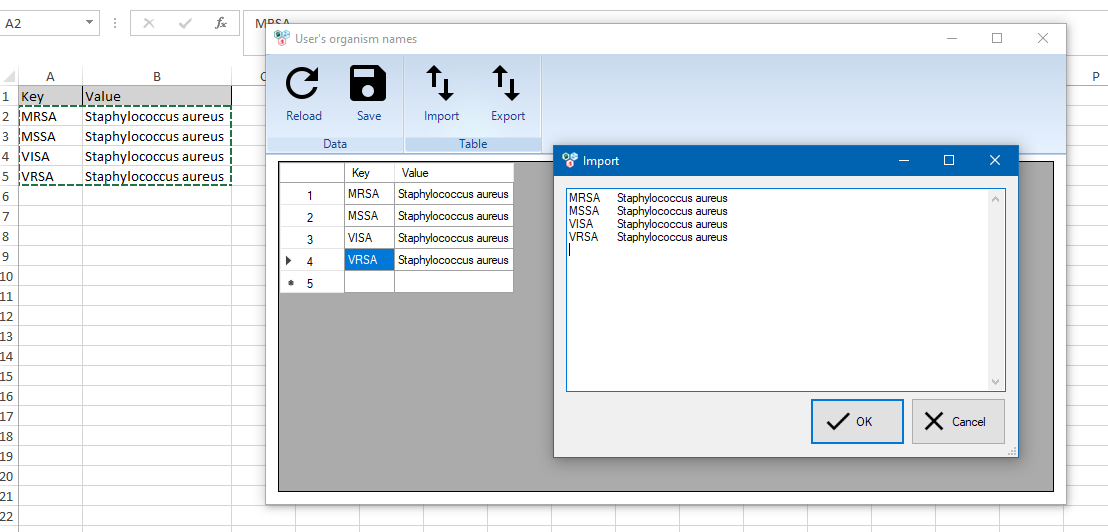 A2
fx
MRSA
A B C P
1 Key Value
2 MRSA Staphylococcus aureus
3 MSSA Staphylococcus aureus
4 VISA Staphylococcus aureus
5 VRSA Staphylococcus aureus
6
7
8
9
10
11
12
13
14
15
16
17
18
19
20
21
22
User's organism names
Reload Save Import Export
Data Table
Key Value
1 MRSA Staphylococcus aureus
2 MSSA Staphylococcus aureus
3 VISA Staphylococcus aureus
4 VRSA Staphylococcus aureus
5
Import
MRSA Staphylococcus aureus
MSSA Staphylococcus aureus
VISA Staphylococcus aureus
VRSA Staphylococcus aureus
OK Cancel